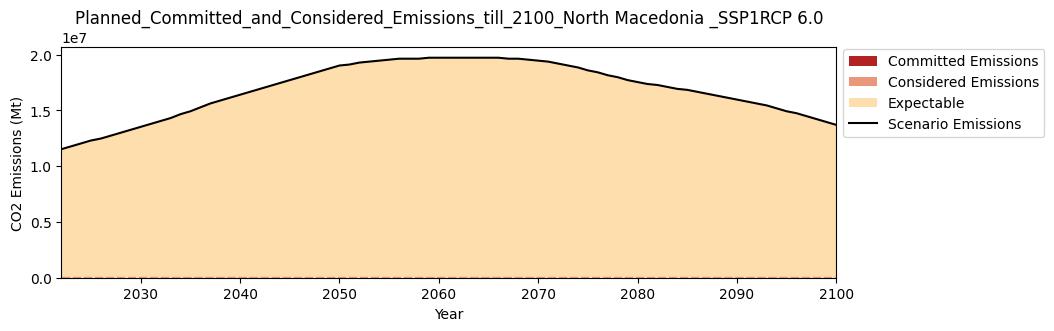 Planned_Committed_and_Considered_Emissions_till_2100_North Macedonia _SSP1RCP 6.0
1e7
2.0
1.5
1.0
0.5
0.0
CO2 Emissions (Mt)
2030 2040 2050 2060 2070 2080 2090 2100
Year
Committed Emissions
Considered Emissions
Expectable
Scenario Emissions